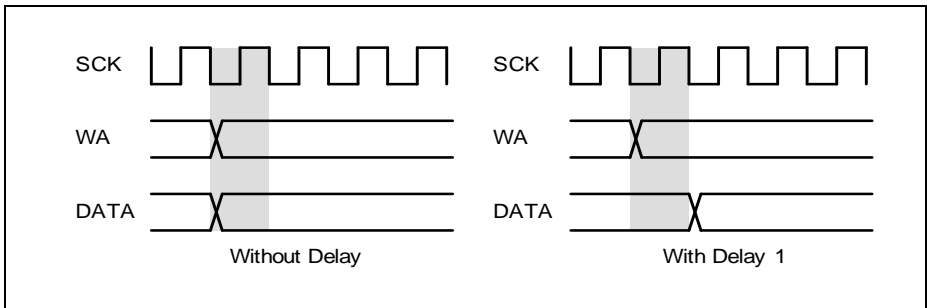 SCK
WA
DATA
Without Delay
SCK
WA
DATA
With Delay 1